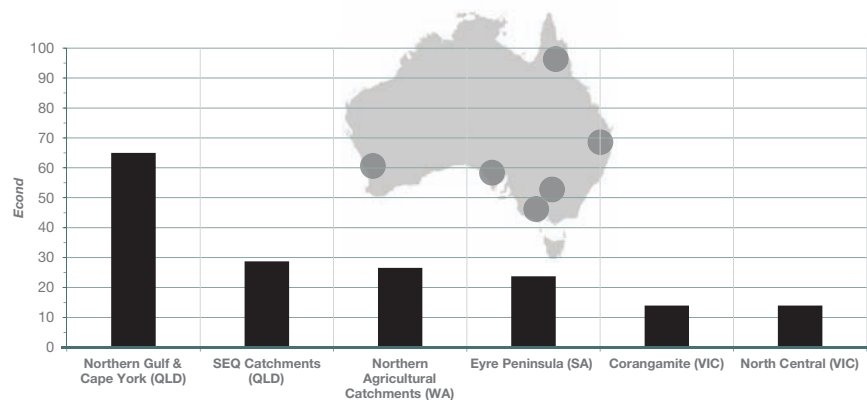 100
90
80
70
60
50
40
30
20
10
0
Econd
Northern Gulf &
Cape York (QLD)
SEQ Catchments
(QLD)
Northern
Agricultural
Catchments (WA)
Eyre Peninsula (SA)
Corangamite (VIC)
North Central (VIC)